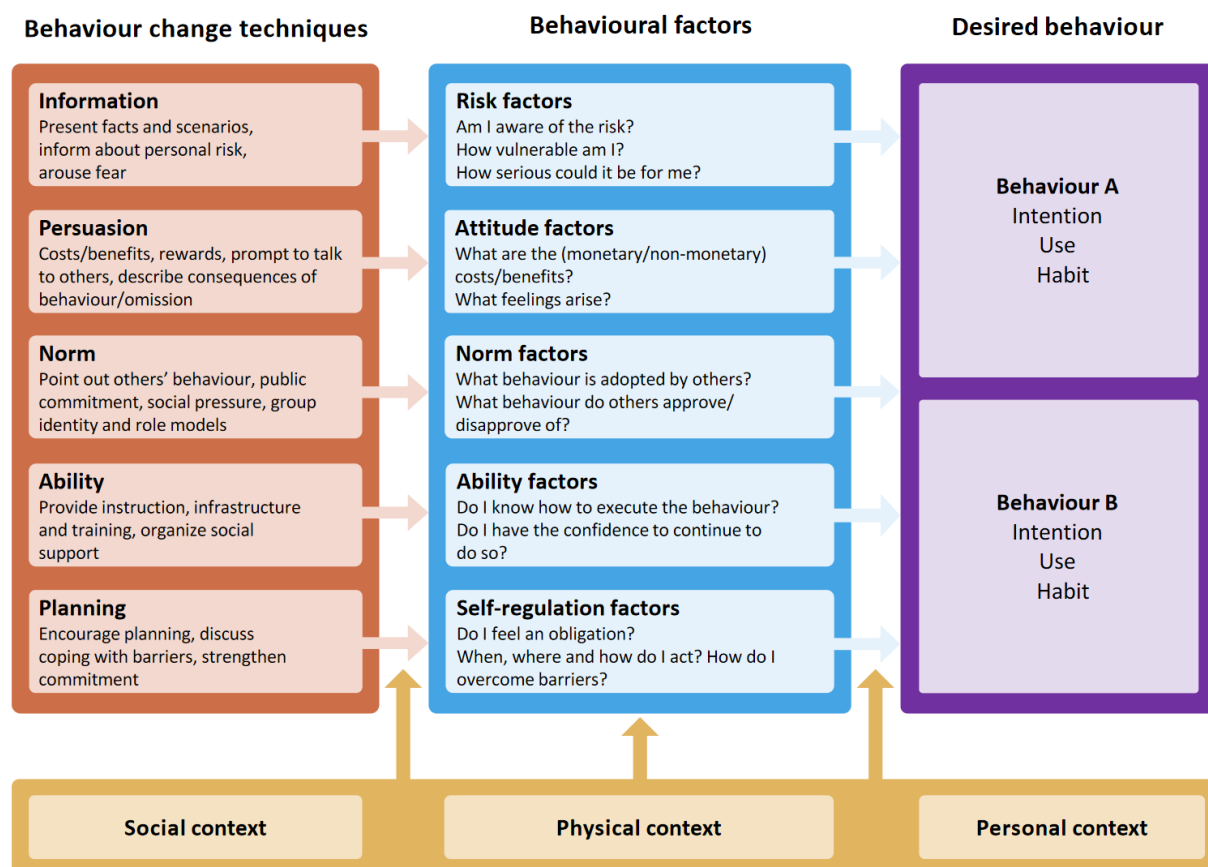 Behaviour change techniques
Behavioural factors
Desired behaviour
Information
Present facts and scenarios,
inform about personal risk,
arouse fear
Persuasion
Costs/benefits, rewards, prompt to talk
to others, describe consequences of
behaviour/omission
Norm
Point out others’ behaviour, public
commitment, social pressure, group
identity and role models
Ability
Provide instruction, infrastructure
and training, organize social
support
Planning
Encourage planning, discuss
coping with barriers, strengthen
commitment
Risk factors
Am I aware of the risk?
How vulnerable am I?
How serious could it be for me?
Attitude factors
What are the (monetary/non-monetary)
costs/benefits?
What feelings arise?
Norm factors
What behaviour is adopted by others?
What behaviour do others approve/
disapprove of?
Ability factors
Do I know how to execute the behaviour?
Do I have the confidence to continue to
do so?
Self-regulation factors
Do I feel an obligation?
When, where and how do I act? How do I
overcome barriers?
Behaviour A
Intention
Use
Habit
Behaviour B
Intention
Use
Habit
Social context
Physical context
Personal context